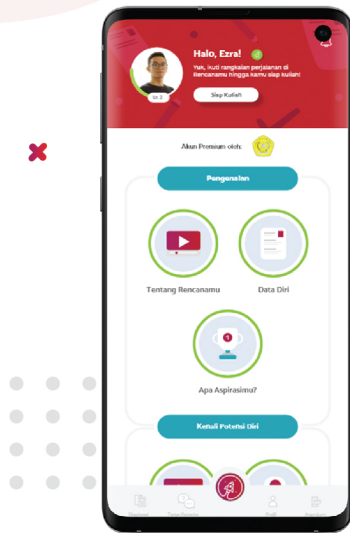 Halo, Ezra!
Yuk, ikuti rangkaian perjalanan di
Rencanamu hingga kamu siap kuliah!
Siap Kuliah
Akun Premium oleh:
Pengenalan
Tentang Rencanamu
Data Diri
1
Apa Aspirasimu?
Kenali Potensi Diri